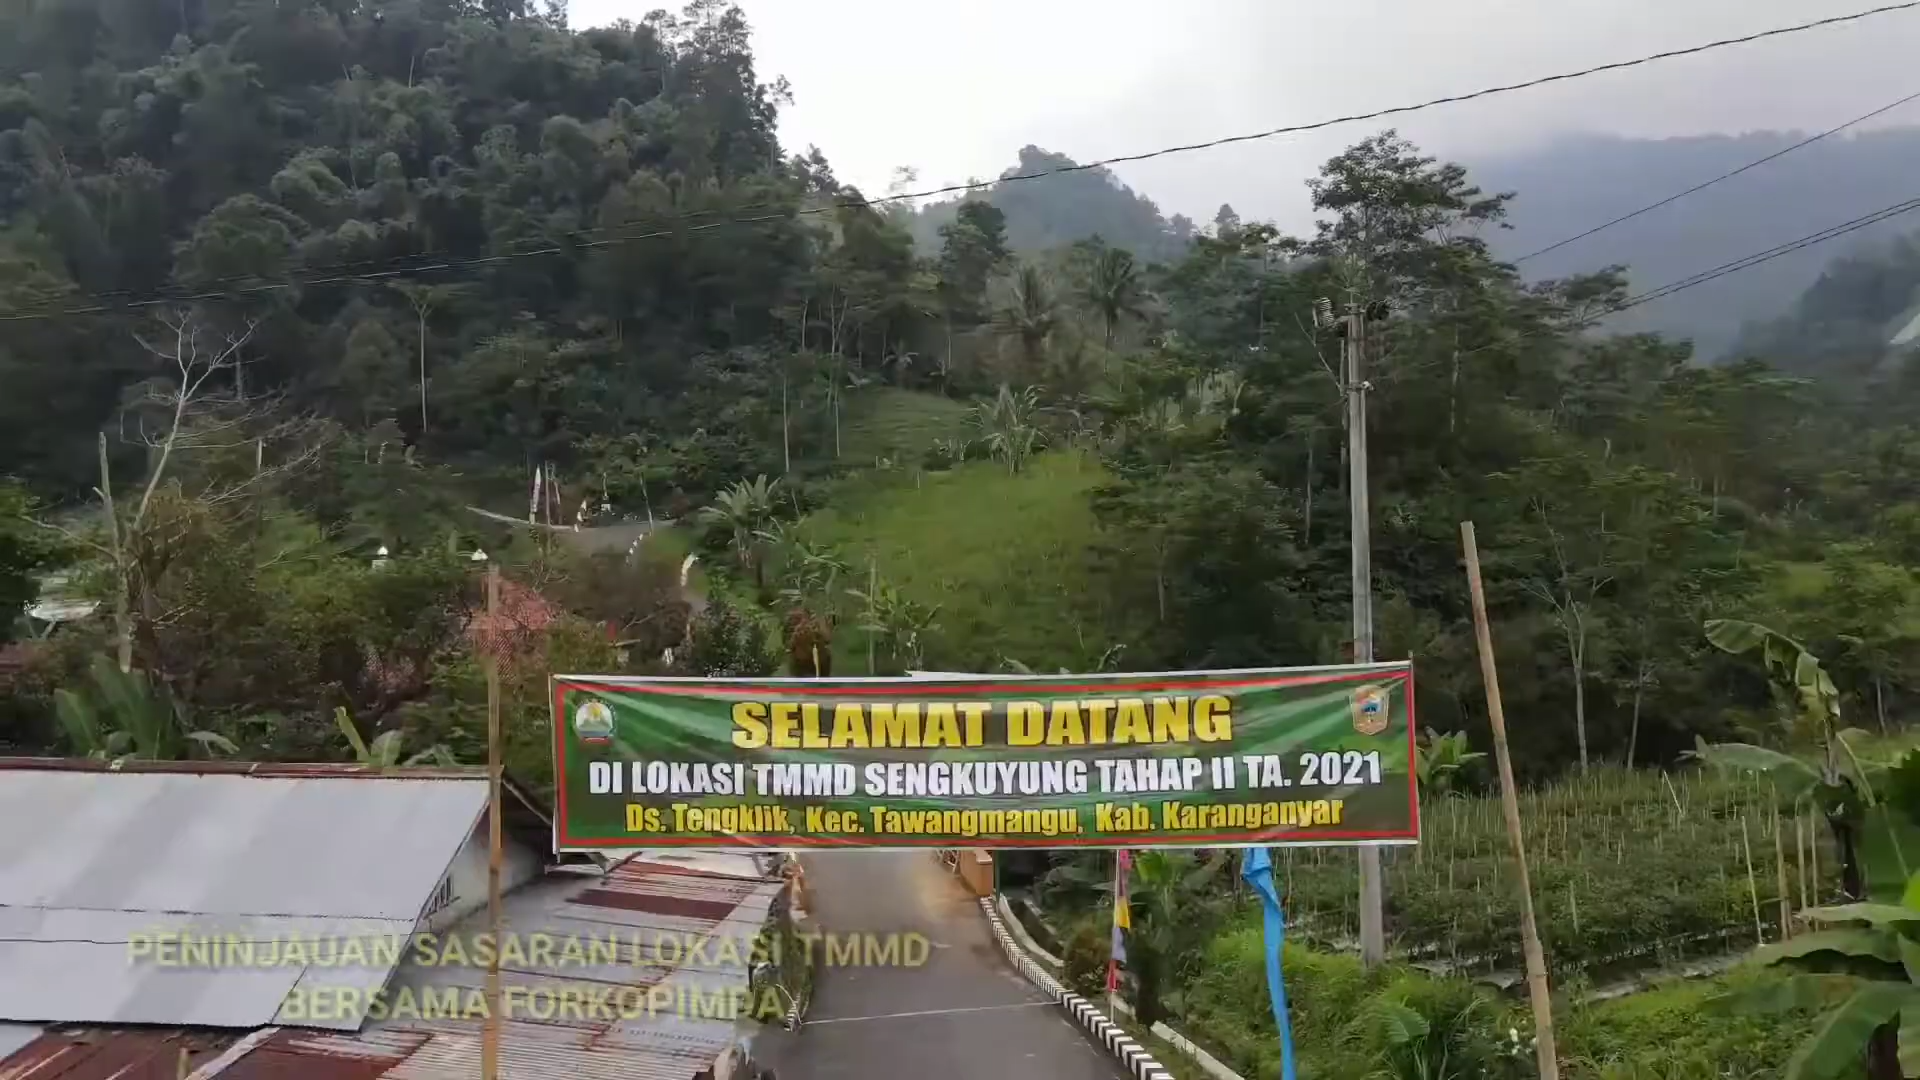 SELAMAT DATANG
DI LOKASI TMMD SENGKUYUNG TAHAP II TA. 2021
Ds. Tengklik, Kec. Tawangmangu, Kab. Karanganyar
PENINJAUAN SASARAN LOKASI TMMD
BERSAMA FORKOPIMDA